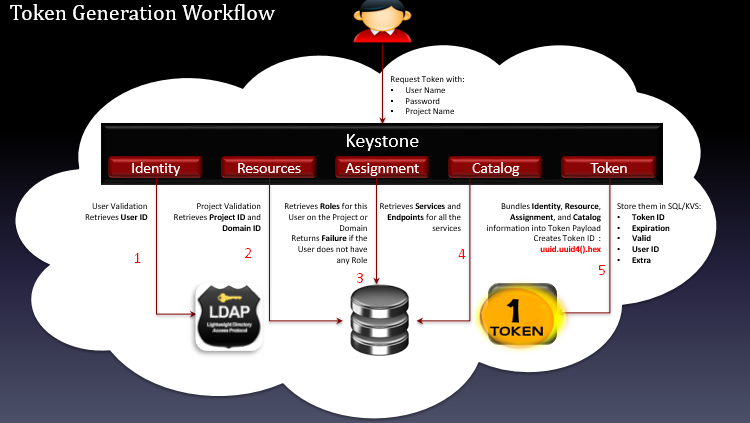 Token Generation Workflow
Request Token with:
• User Name
• Password
• Project Name
Keystone
Identity
Resources
Assignment
Catalog
Token
User Validation
Retrieves User ID
1
Project Validation
Retrieves Project ID and
Domain ID
2
Retrieves Roles for this
User on the Project or
Domain
Returns Failure if the
User does not have
any Role
3
Retrieves Services and
Endpoints for all the
services
4
Bundles Identity, Resource,
Assignment, and Catalog
information into Token Payload
Creates Token ID :
uuid.uuid4().hex
5
Store them in SQL/KVS:
• Token ID
• Expiration
• Valid
• User ID
• Extra
LDAP
Lightweight Directory
Access Protocol
1
TOKEN